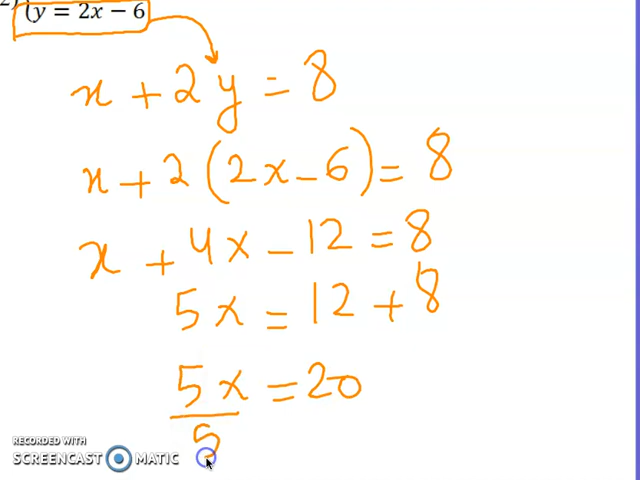 2) {y = 2x − 6
x + 2y = 8
x + 2(2x − 6) = 8
x + 4x − 12 = 8
5x = 12 + 8
5x = 20
5
RECORDED WITH
SCREENCAST MATIC